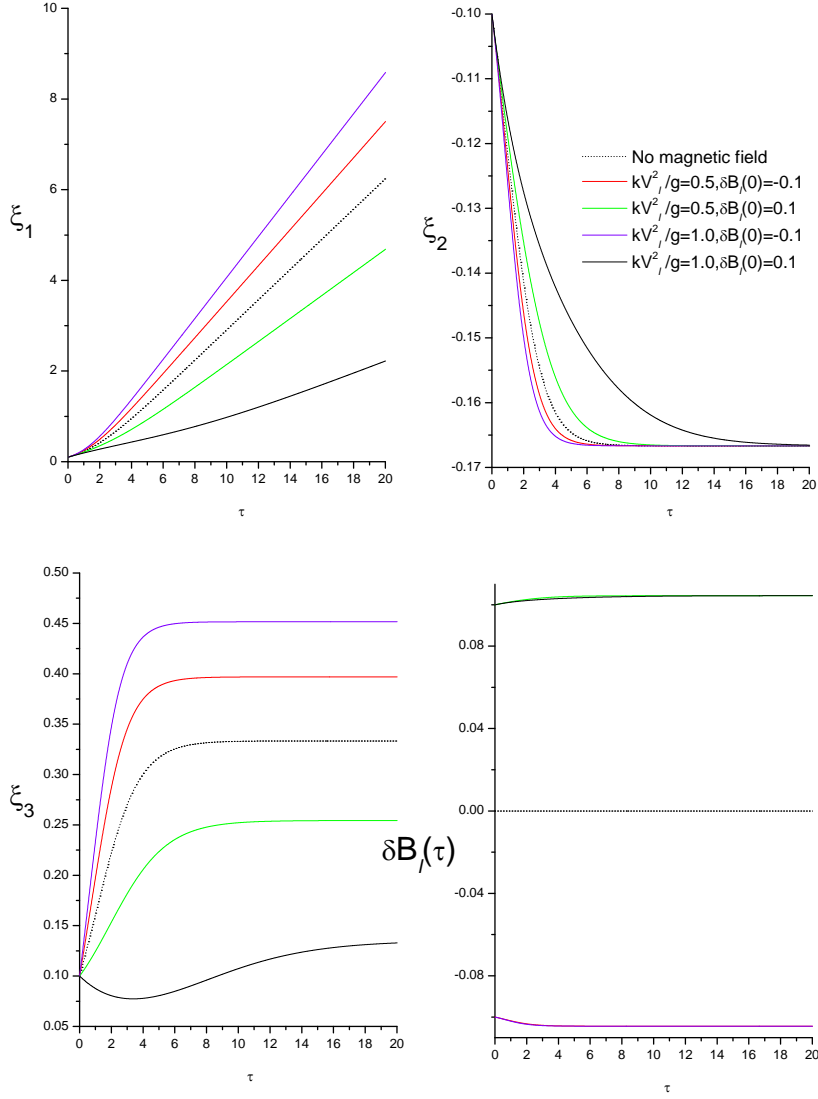 10
8
6
4
2
0
ξ1
0 2 4 6 8 10 12 14 16 18 20
τ
-0.10
-0.11
-0.12
-0.13
-0.14
-0.15
-0.16
-0.17
ξ2
No magnetic field
kV²ₗ/g=0.5,δBₗ(0)=-0.1
kV²ₗ/g=0.5,δBₗ(0)=0.1
kV²ₗ/g=1.0,δBₗ(0)=-0.1
kV²ₗ/g=1.0,δBₗ(0)=0.1
0 2 4 6 8 10 12 14 16 18 20
τ
0.50
0.45
0.40
0.35
0.30
0.25
0.20
0.15
0.10
0.05
ξ3
0 2 4 6 8 10 12 14 16 18 20
τ
0.08
0.04
0.00
-0.04
-0.08
δBₗ(τ)
0 2 4 6 8 10 12 14 16 18 20
τ